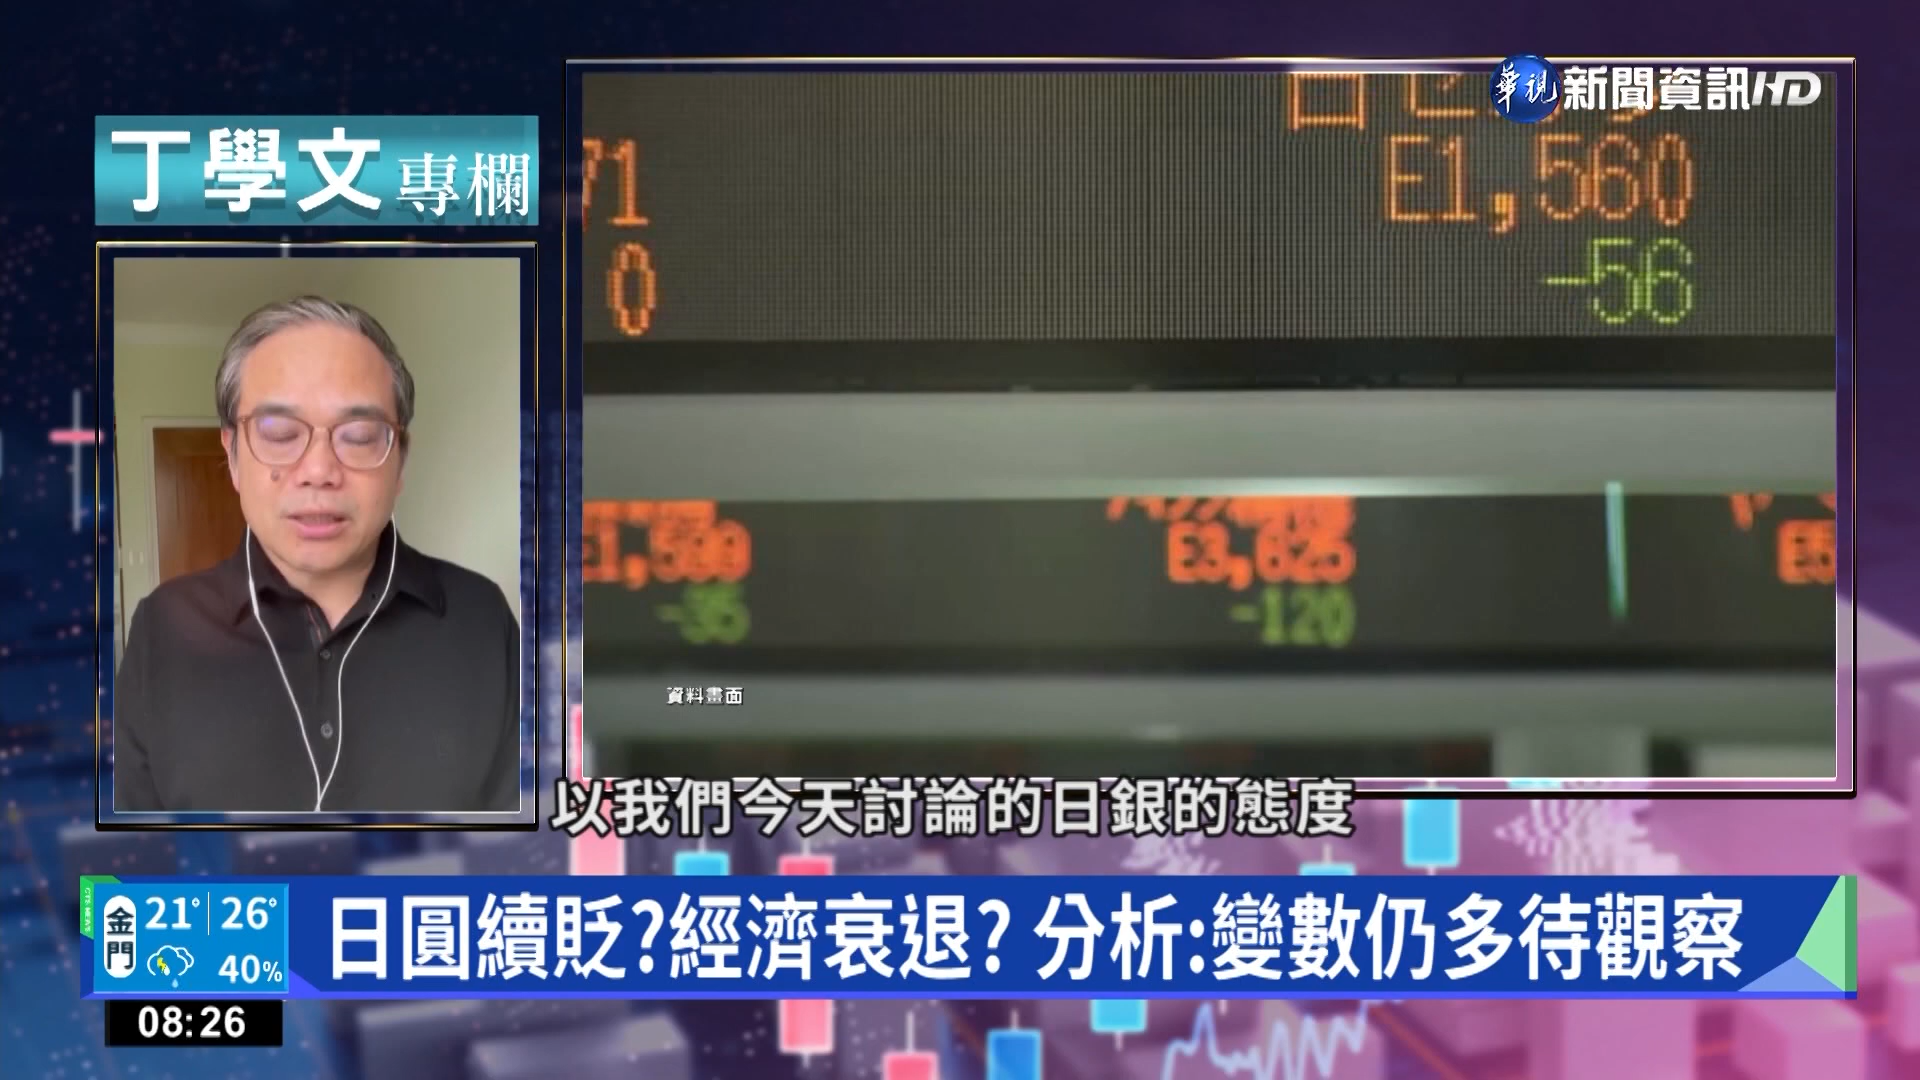 華視新聞資訊HD
丁學文專欄
71
0
E1,560
-56
-35
E3,625
-120
資料畫面
以我們今天討論的日銀的態度
日圓續貶?經濟衰退? 分析:變數仍多待觀察
金門
21° 26°
40%
08:26